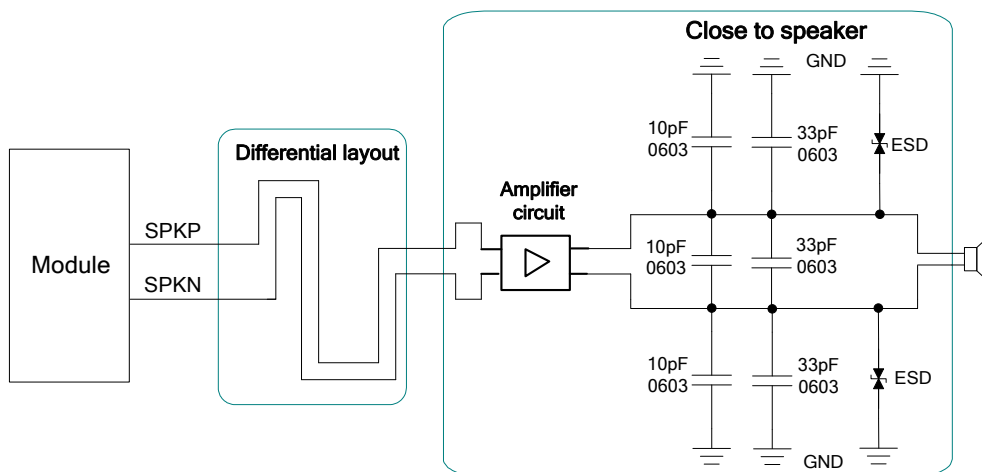 Close to speaker
GND
10pF
0603
33pF
0603
ESD
Differential layout
Amplifier
circuit
SPKP
Module
SPKN
10pF
0603
33pF
0603
10pF
0603
33pF
0603
ESD
GND